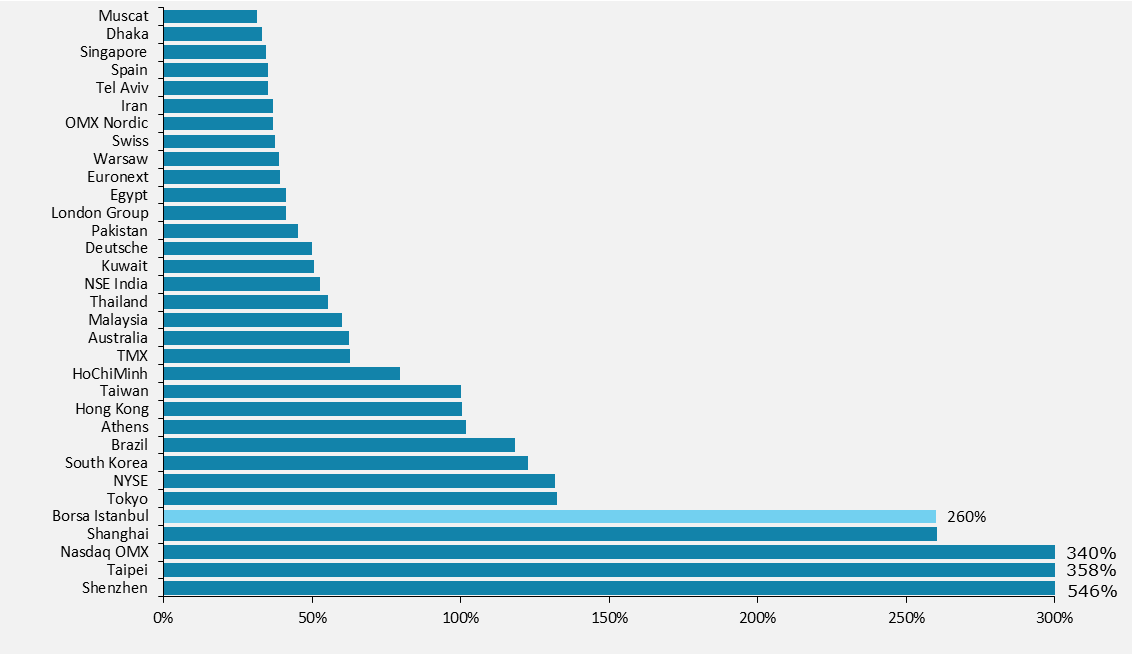 Muscat
Dhaka
Singapore
Spain
Tel Aviv
Iran
OMX Nordic
Swiss
Warsaw
Euronext
Egypt
London Group
Pakistan
Deutsche
Kuwait
NSE India
Thailand
Malaysia
Australia
TMX
HoChiMinh
Taiwan
Hong Kong
Athens
Brazil
South Korea
NYSE
Tokyo
Borsa Istanbul 260%
Shanghai
Nasdaq OMX 340%
Taipei 358%
Shenzhen 546%
0% 50% 100% 150% 200% 250% 300%